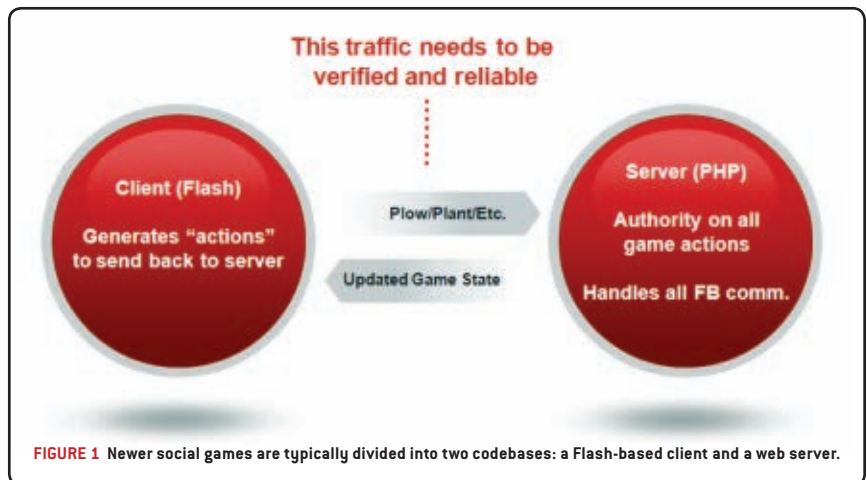 This traffic needs to be
verified and reliable
Client (Flash)
Generates “actions”
to send back to server
Plow/Plant/Etc.
Updated Game State
Server (PHP)
Authority on all
game actions
Handles all FB comm.
FIGURE 1 Newer social games are typically divided into two codebases: a Flash-based client and a web server.